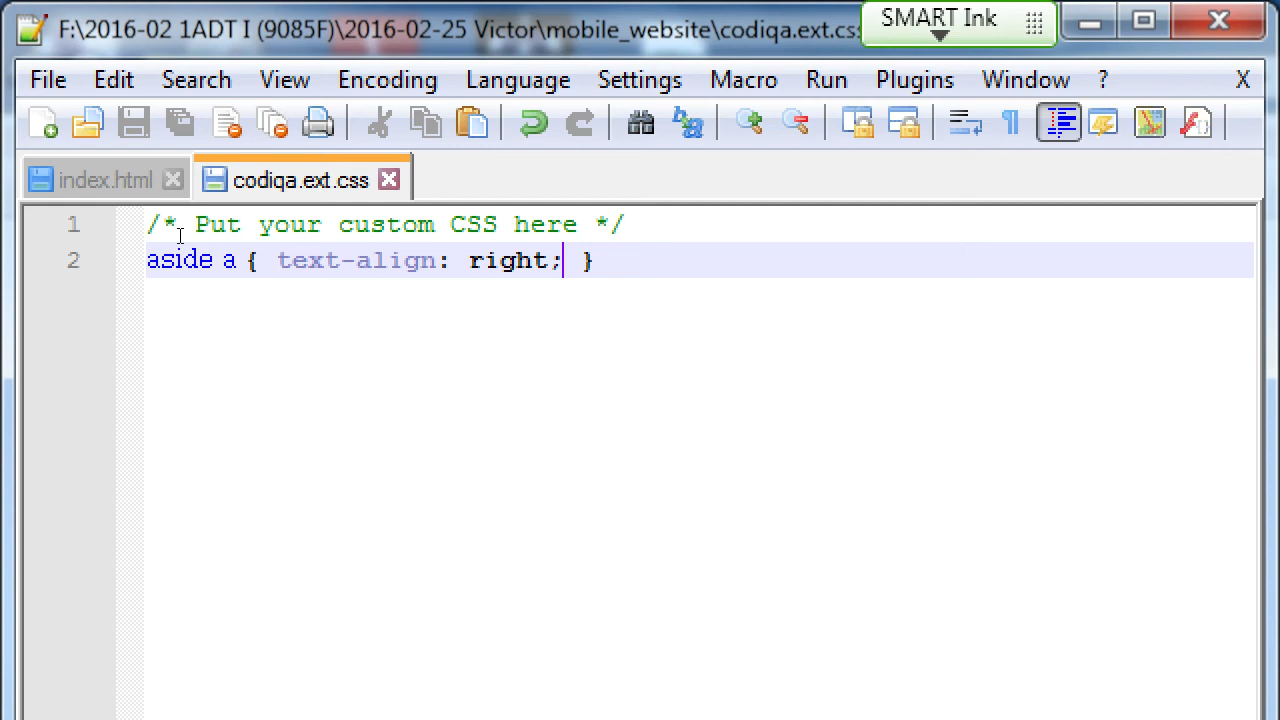 F:\2016-02 1ADT I (9085F)\2016-02-25 Victor\mobile_website\codiqa.ext.cs
SMART Ink
File Edit Search View Encoding Language Settings Macro Run Plugins Window ? X
index.html codiqa.ext.css
1 /* Put your custom CSS here */
2 aside a { text-align: right; }